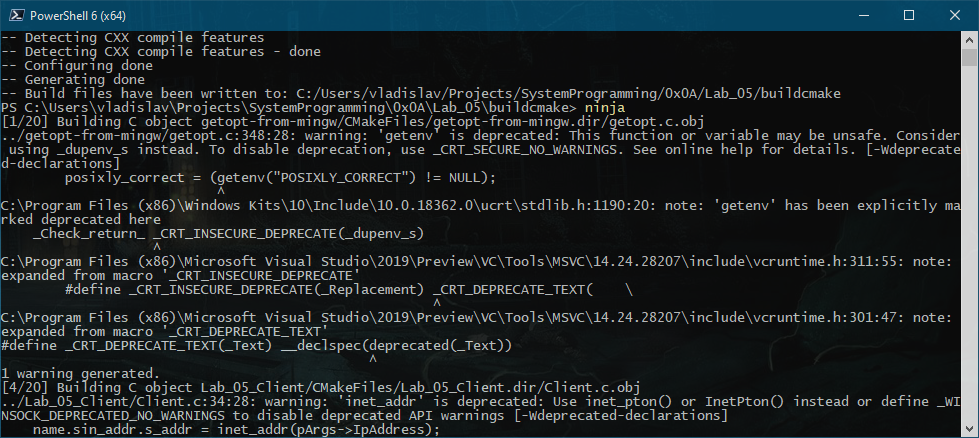 PowerShell 6 (x64)
-- Detecting CXX compile features
-- Detecting CXX compile features - done
-- Configuring done
-- Generating done
-- Build files have been written to: C:/Users/vladislav/Projects/SystemProgramming/0x0A/Lab_05/buildcmake
PS C:\Users\vladislav\Projects\SystemProgramming\0x0A\Lab_05\buildcmake> ninja
[1/20] Building C object getopt-from-mingw/CMakeFiles/getopt-from-mingw.dir/getopt.c.obj
../getopt-from-mingw/getopt.c:348:28: warning: 'getenv' is deprecated: This function or variable may be unsafe. Consider
 using _dupenv_s instead. To disable deprecation, use _CRT_SECURE_NO_WARNINGS. See online help for details. [-Wdeprecate
d-declarations]
        posixly_correct = (getenv("POSIXLY_CORRECT") != NULL);
                           ^
C:\Program Files (x86)\Windows Kits\10\Include\10.0.18362.0\ucrt\stdlib.h:1190:20: note: 'getenv' has been explicitly ma
rked deprecated here
    _Check_return_ _CRT_INSECURE_DEPRECATE(_dupenv_s)
                   ^
C:\Program Files (x86)\Microsoft Visual Studio\2019\Preview\VC\Tools\MSVC\14.24.28207\include\vcruntime.h:311:55: note:
expanded from macro '_CRT_INSECURE_DEPRECATE'
        #define _CRT_INSECURE_DEPRECATE(_Replacement) _CRT_DEPRECATE_TEXT(    \
                                                      ^
C:\Program Files (x86)\Microsoft Visual Studio\2019\Preview\VC\Tools\MSVC\14.24.28207\include\vcruntime.h:301:47: note:
expanded from macro '_CRT_DEPRECATE_TEXT'
#define _CRT_DEPRECATE_TEXT(_Text) __declspec(deprecated(_Text))
                                              ^
1 warning generated.
[4/20] Building C object Lab_05_Client/CMakeFiles/Lab_05_Client.dir/Client.c.obj
../Lab_05_Client/Client.c:34:28: warning: 'inet_addr' is deprecated: Use inet_pton() or InetPton() instead or define _WI
NSOCK_DEPRECATED_NO_WARNINGS to disable deprecated API warnings [-Wdeprecated-declarations]
    name.sin_addr.s_addr = inet_addr(pArgs->IpAddress);